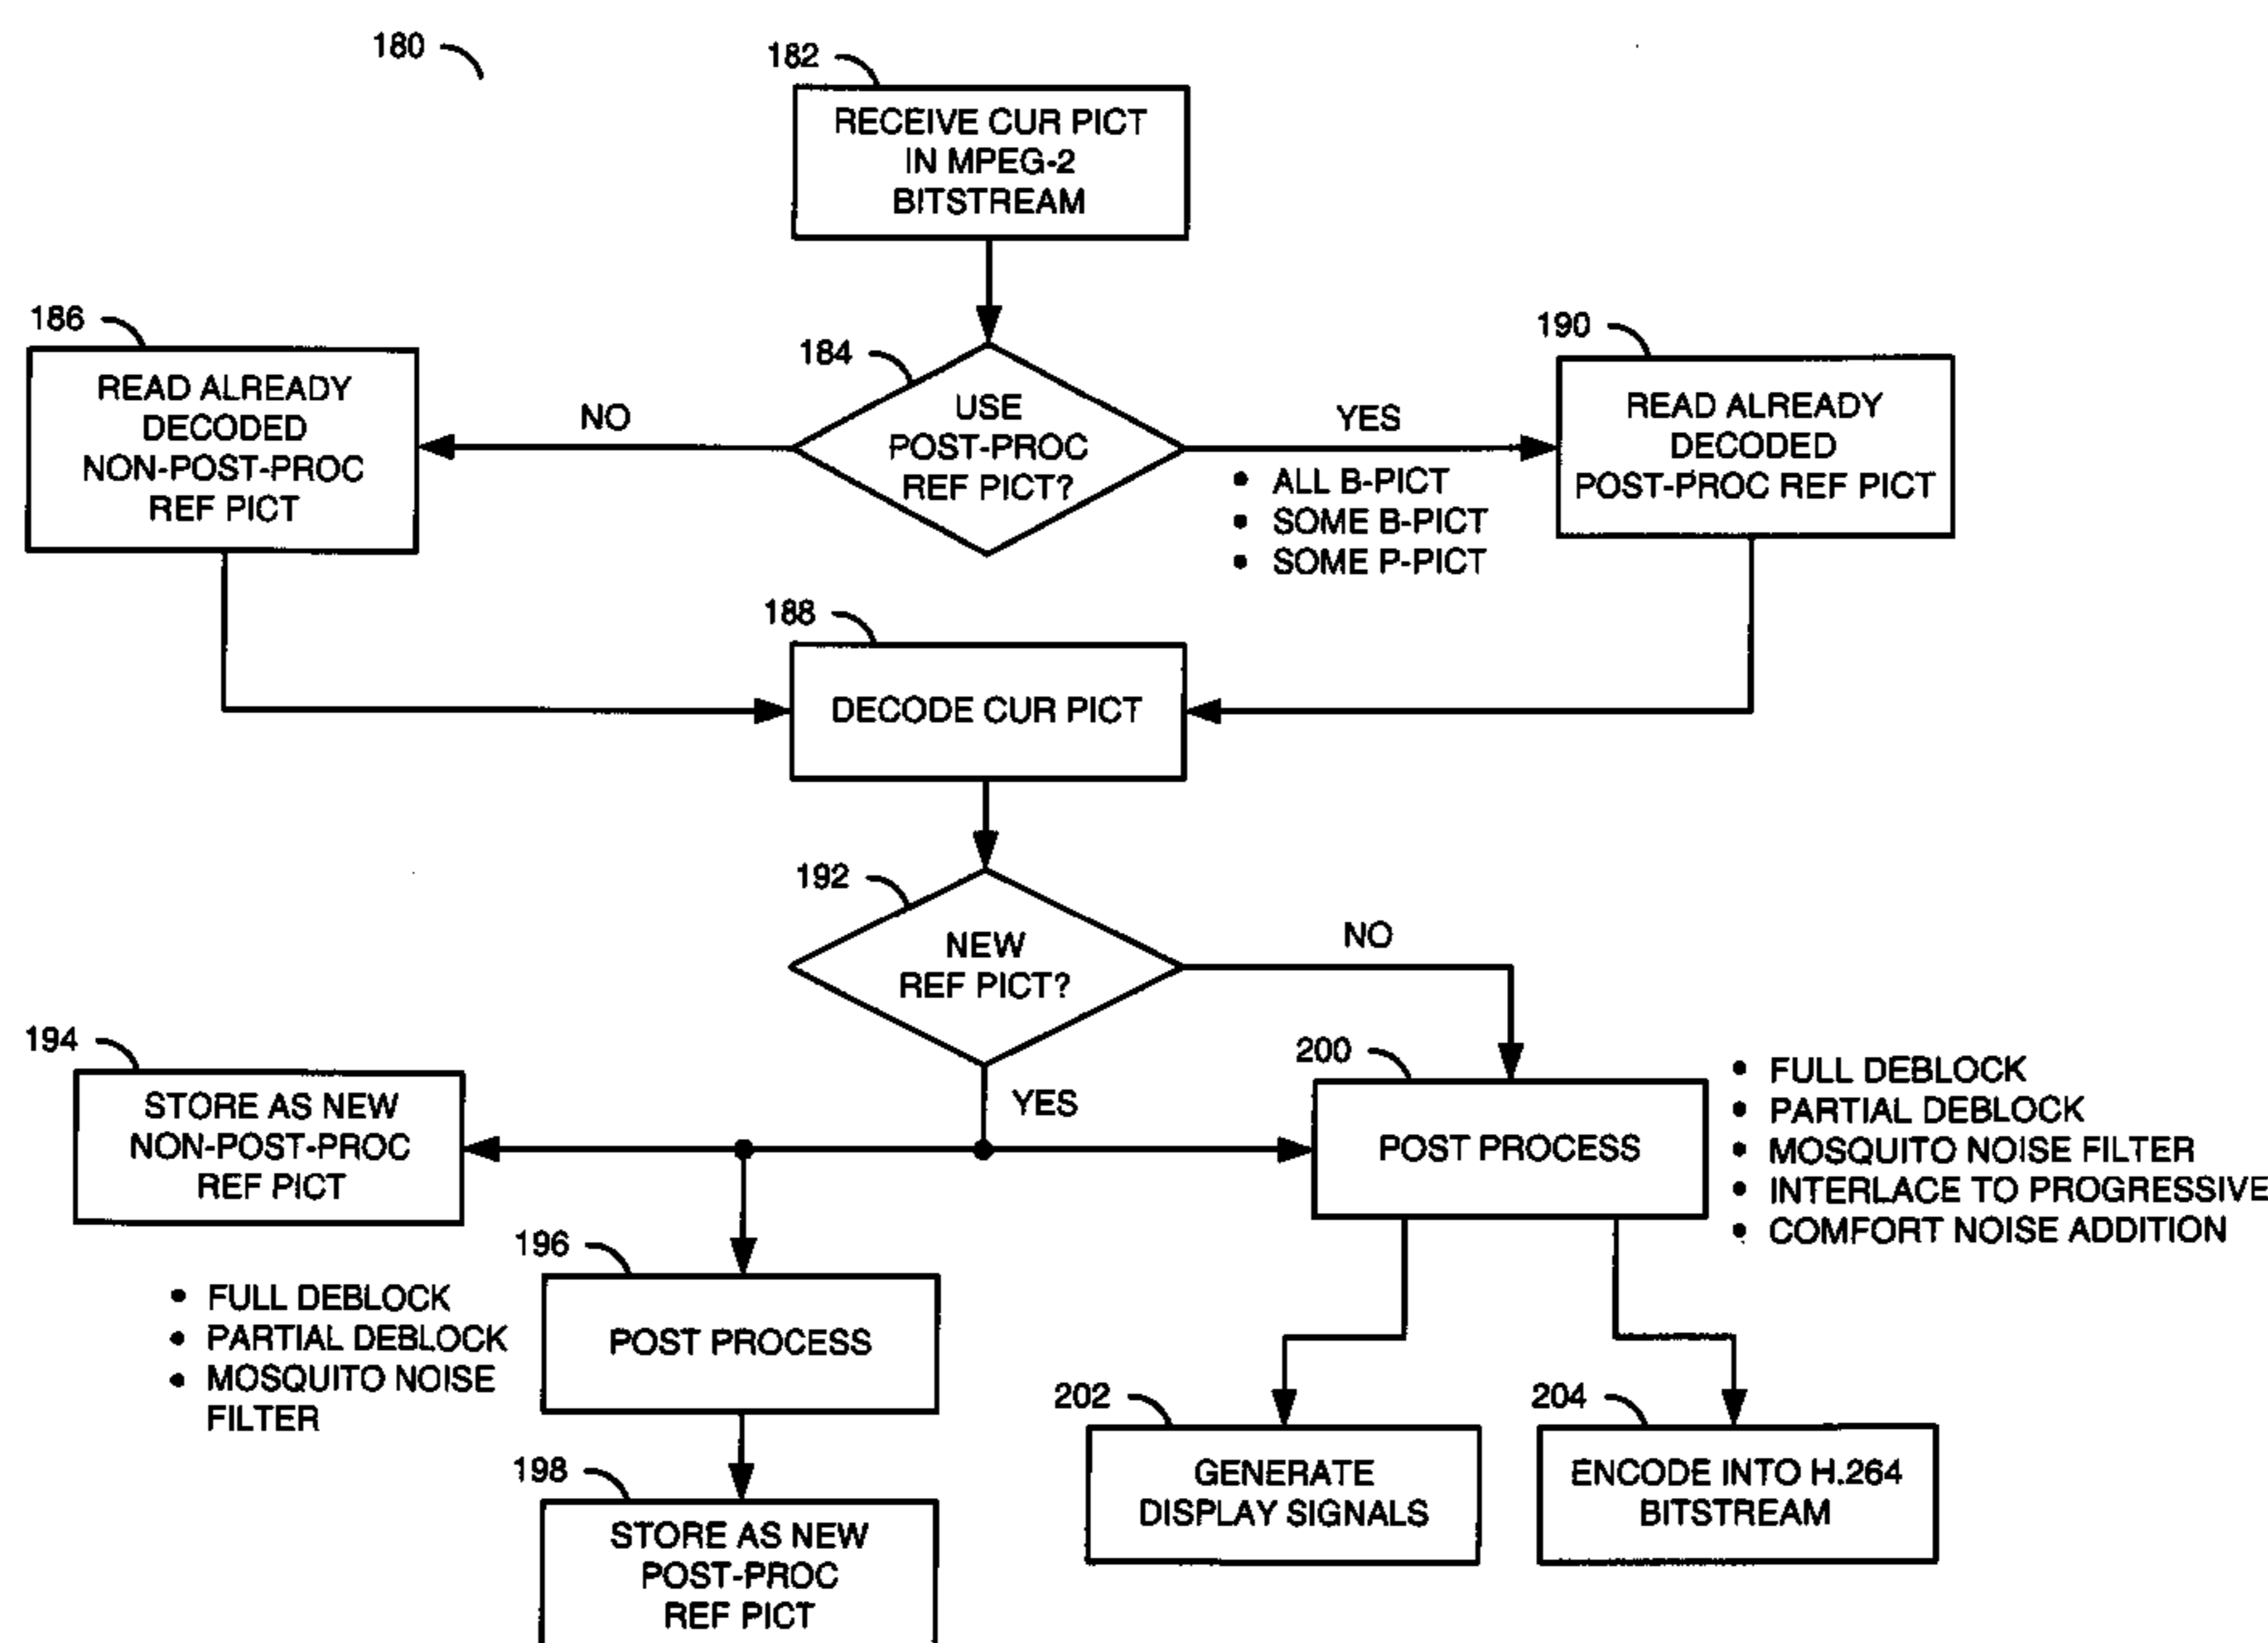 180
182
RECEIVE CUR PICT
IN MPEG-2
BITSTREAM
186
READ ALREADY
DECODED
NON-POST-PROC
REF PICT
NO
184
USE
POST-PROC
REF PICT?
YES
• ALL B-PICT
• SOME B-PICT
• SOME P-PICT
190
READ ALREADY
DECODED
POST-PROC REF PICT
188
DECODE CUR PICT
192
NEW
REF PICT?
NO
YES
194
STORE AS NEW
NON-POST-PROC
REF PICT
200
POST PROCESS
• FULL DEBLOCK
• PARTIAL DEBLOCK
• MOSQUITO NOISE FILTER
• INTERLACE TO PROGRESSIVE
• COMFORT NOISE ADDITION
• FULL DEBLOCK
• PARTIAL DEBLOCK
• MOSQUITO NOISE
FILTER
196
POST PROCESS
198
STORE AS NEW
POST-PROC
REF PICT
202
GENERATE
DISPLAY SIGNALS
204
ENCODE INTO H.264
BITSTREAM